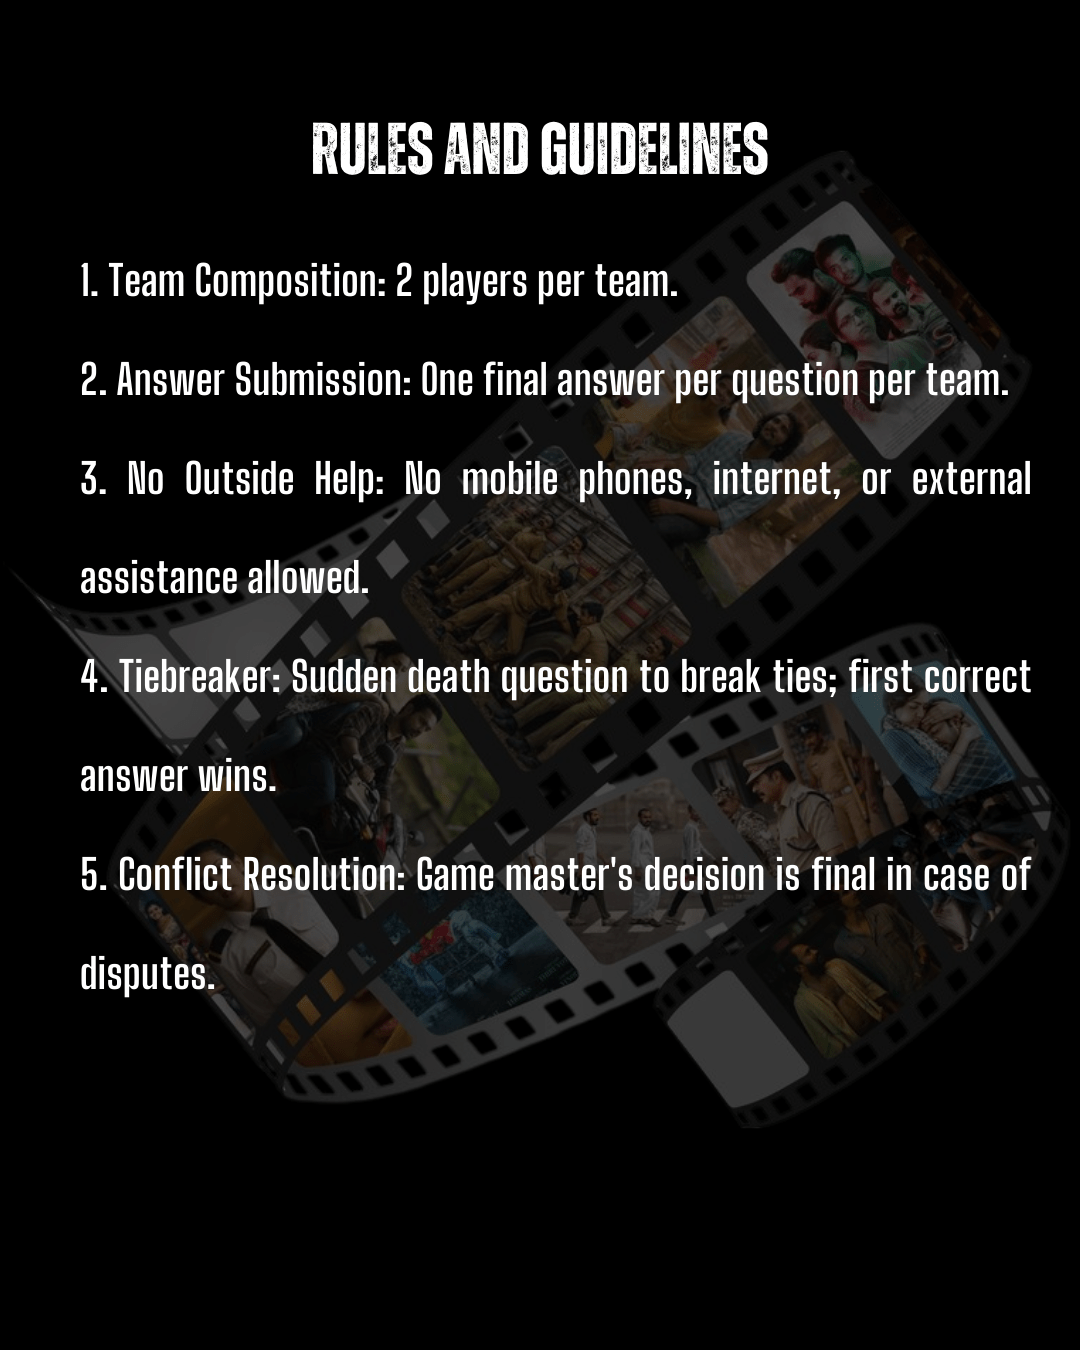 RULES AND GUIDELINES
1. Team Composition: 2 players per team.
2. Answer Submission: One final answer per question per team.
3. No Outside Help: No mobile phones, internet, or external
assistance allowed.
4. Tiebreaker: Sudden death question to break ties; first correct
answer wins.
5. Conflict Resolution: Game master's decision is final in case of
disputes.